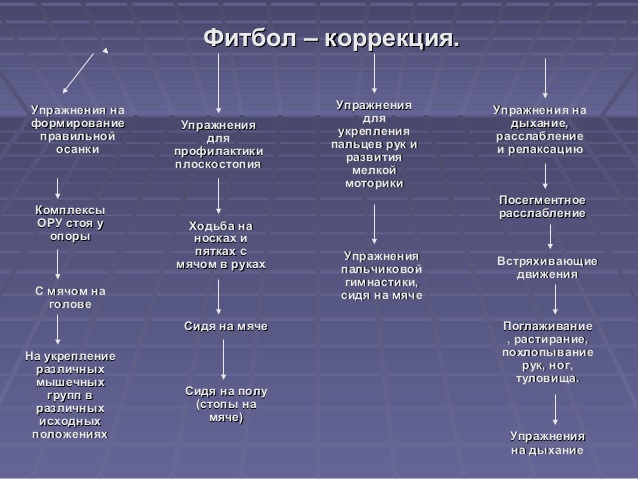 Фитбол – коррекция.
Упражнения на
формирование
правильной
осанки
Комплексы
ОРУ стоя у
опоры
С мячом на
голове
На укрепление
различных
мышечных
групп в
различных
исходных
положениях
Упражнения
для
профилактики
плоскостопия
Ходьба на
носках и
пятках с
мячом в руках
Сидя на мяче
Сидя на полу
(стопы на
мяче)
Упражнения
для
укрепления
пальцев рук и
развития
мелкой
моторики
Упражнения
пальчиковой
гимнастики,
сидя на мяче
Упражнения на
дыхание,
расслабление
и релаксацию
Посегментное
расслабление
Встряхивающие
движения
Поглаживание
, растирание,
похлопывание
рук, ног,
туловища.
Упражнения
на дыхание